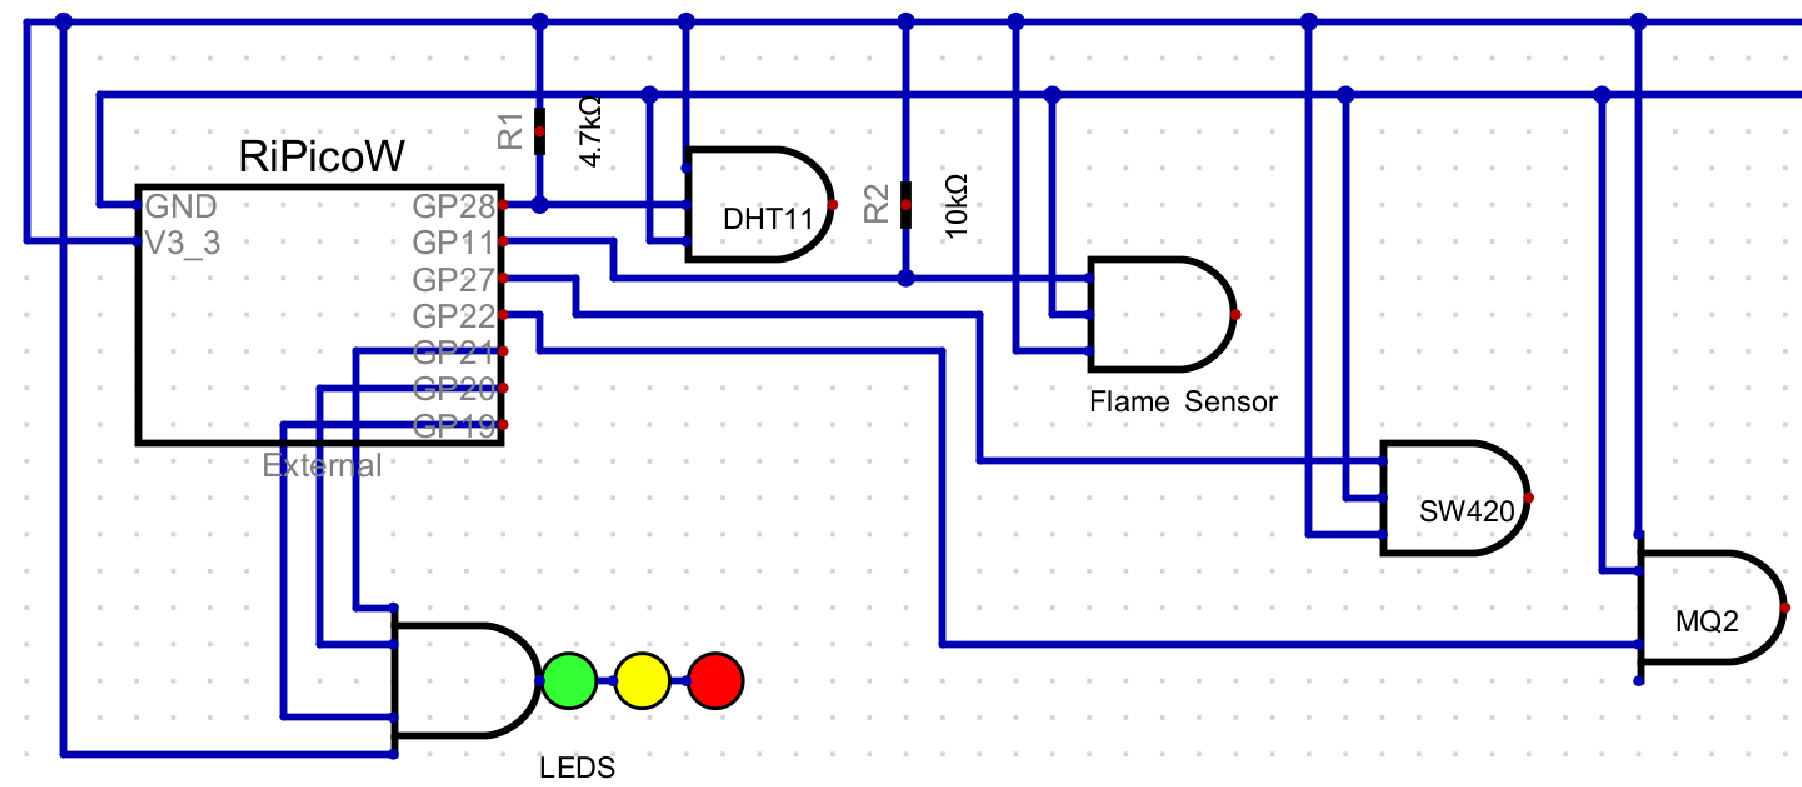 RiPicoW
GND
V3_3
GP28
GP11
GP27
GP22
GP21
GP20
GP19
External
R1
4.7kΩ
DHT11
R2
10kΩ
Flame Sensor
SW420
MQ2
LEDS